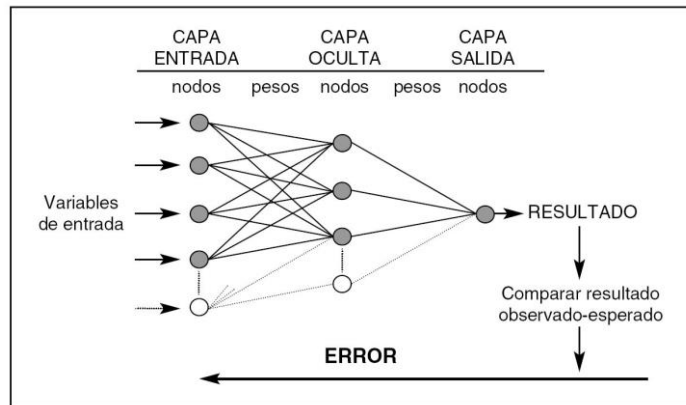 CAPA CAPA CAPA
ENTRADA OCULTA SALIDA
nodos pesos nodos pesos nodos
Variables
de entrada
RESULTADO
Comparar resultado
observado-esperado
ERROR